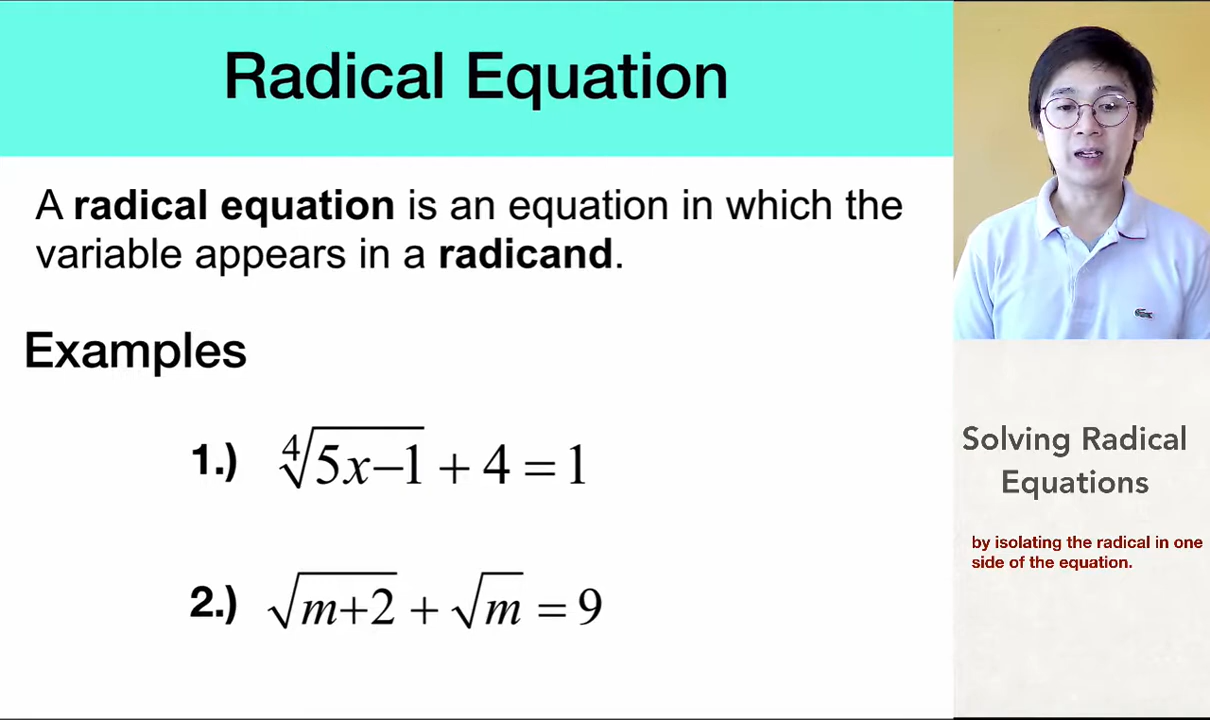 Radical Equation
A radical equation is an equation in which the
variable appears in a radicand.
Examples
1.) ∜(5x−1) + 4 = 1
2.) √(m+2) + √m = 9
Solving Radical
Equations
by isolating the radical in one
side of the equation.